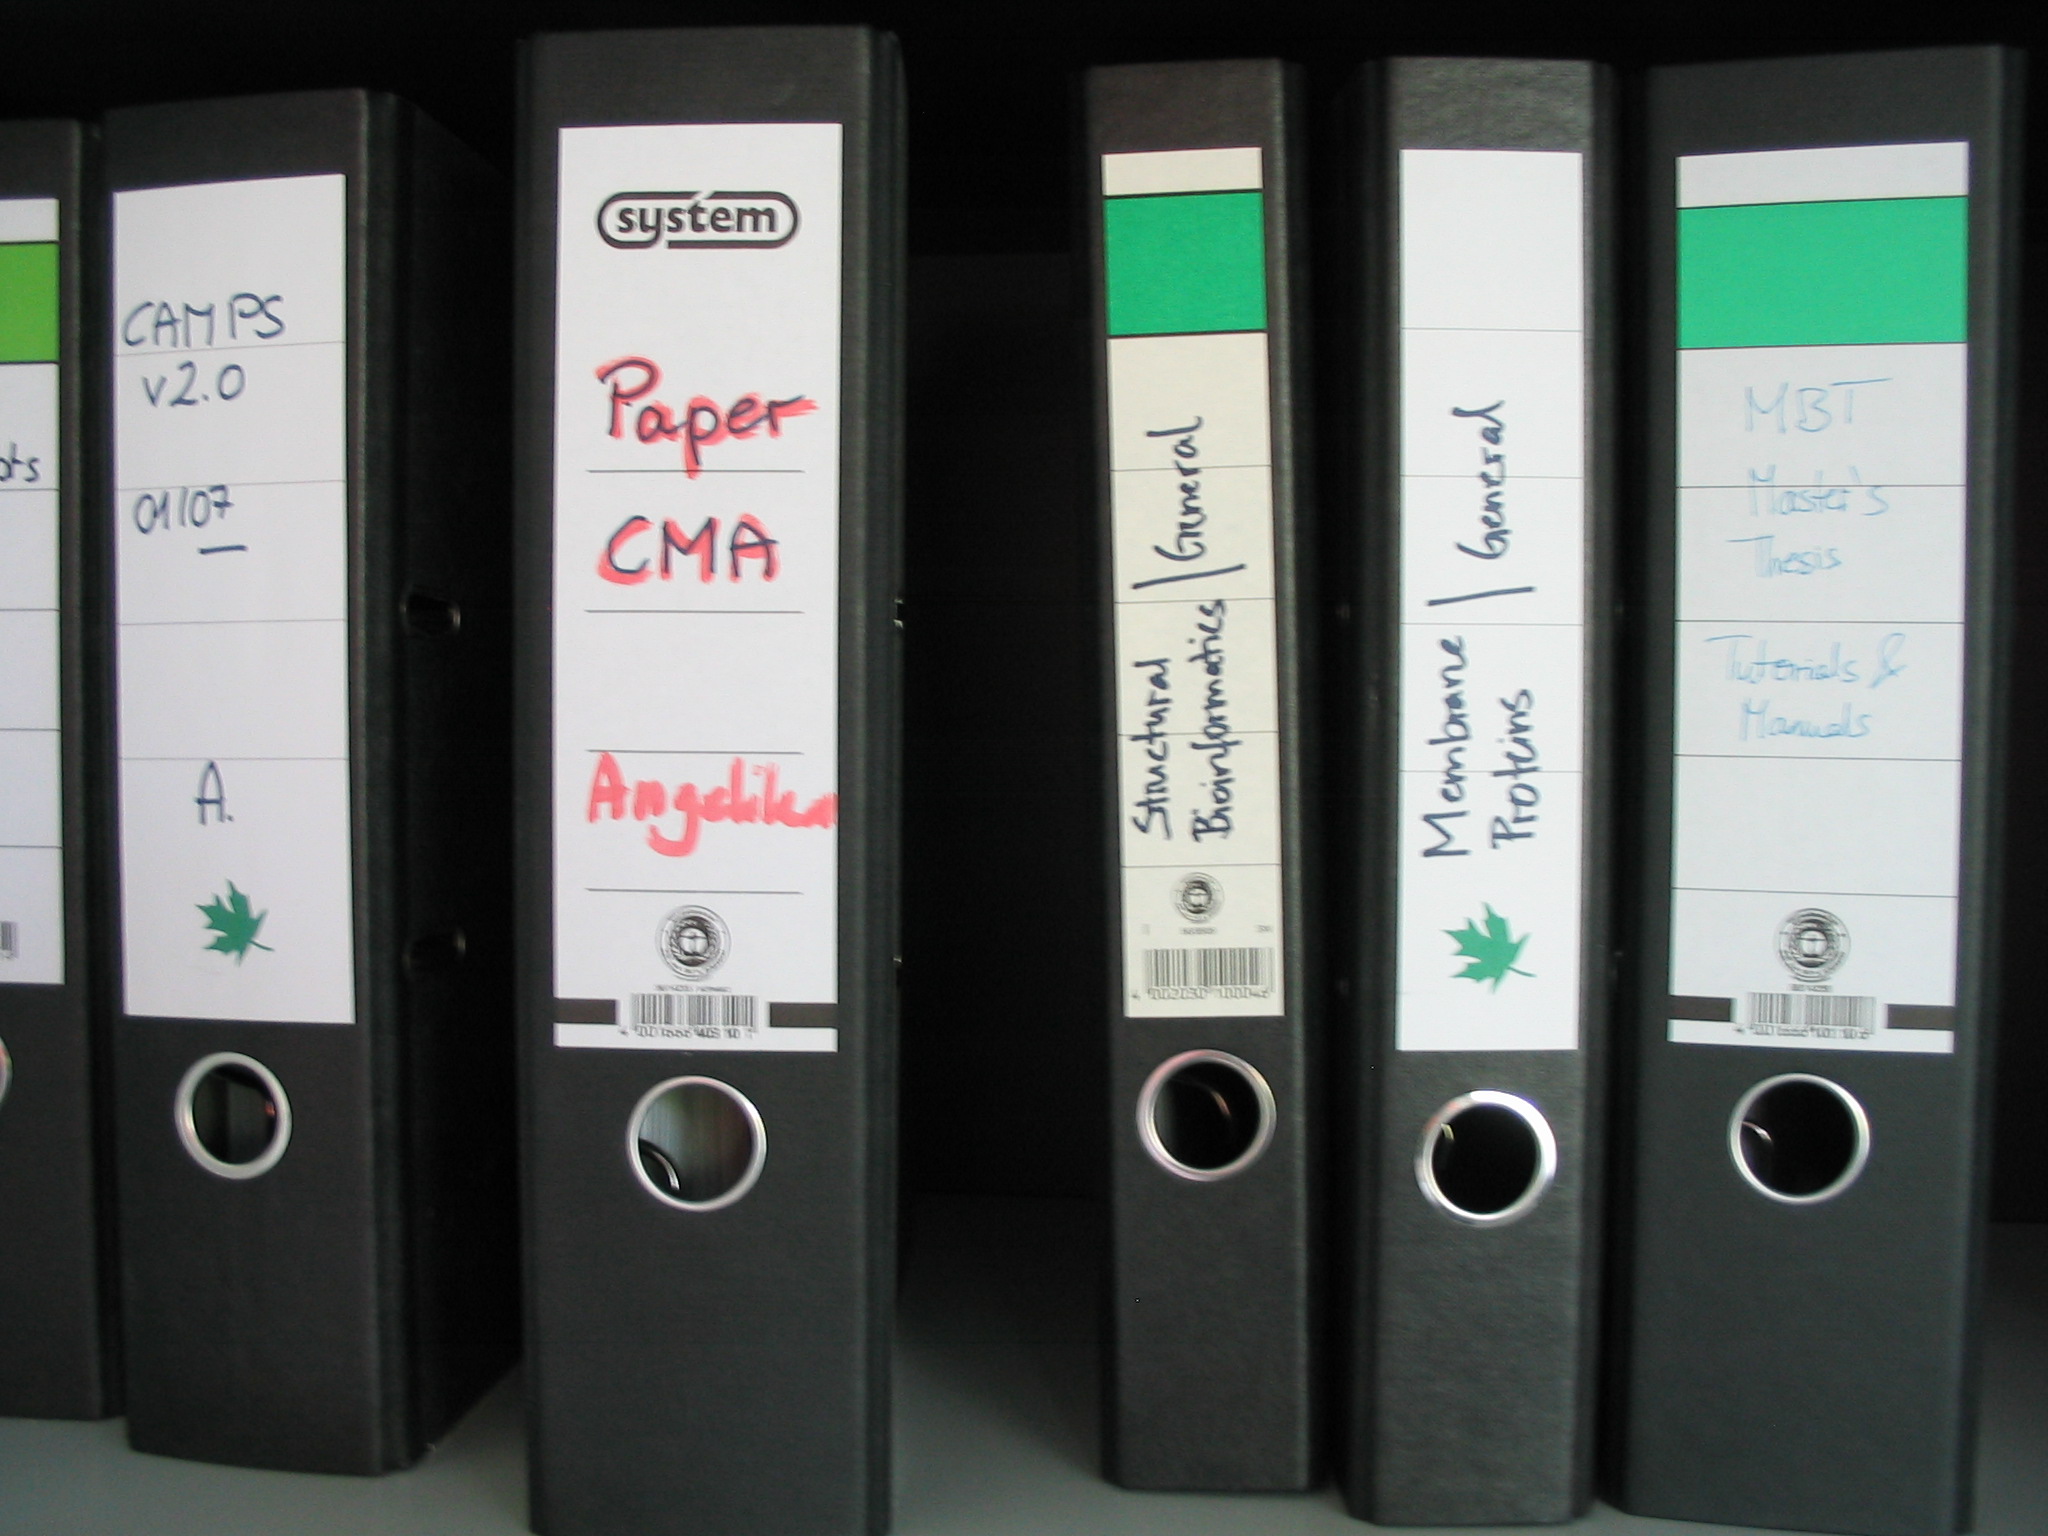 CAMPS
v2.0
01/07
A.
system
Paper
CMA
Angelika
Structural
Bioinformatics
General
Membrane
Proteins
General
MBT
Master's
Thesis
Tutorials &
Manuals